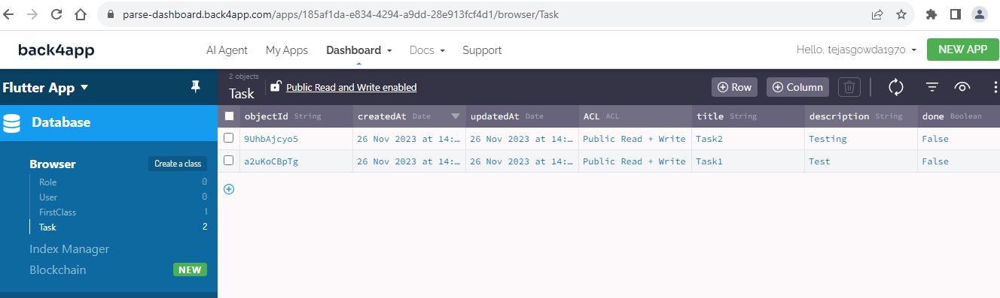 parse-dashboard.back4app.com/apps/185af1da-e834-4294-a9dd-28e913fcf4d1/browser/Task
back4app AI Agent My Apps Dashboard Docs Support Hello, tejasgowda1970 NEW APP
Flutter App
2 objects
Task Public Read and Write enabled Row Column
Database
objectId String createdAt Date updatedAt Date ACL ACL title String description String done Boolean
9UhbAjcyo5 26 Nov 2023 at 14:… 26 Nov 2023 at 14:… Public Read + Write Task2 Testing False
a2uKoCBpTg 26 Nov 2023 at 14:… 26 Nov 2023 at 14:… Public Read + Write Task1 Test False
Browser Create a class
Role 0
User 0
FirstClass 1
Task 2
Index Manager
Blockchain NEW